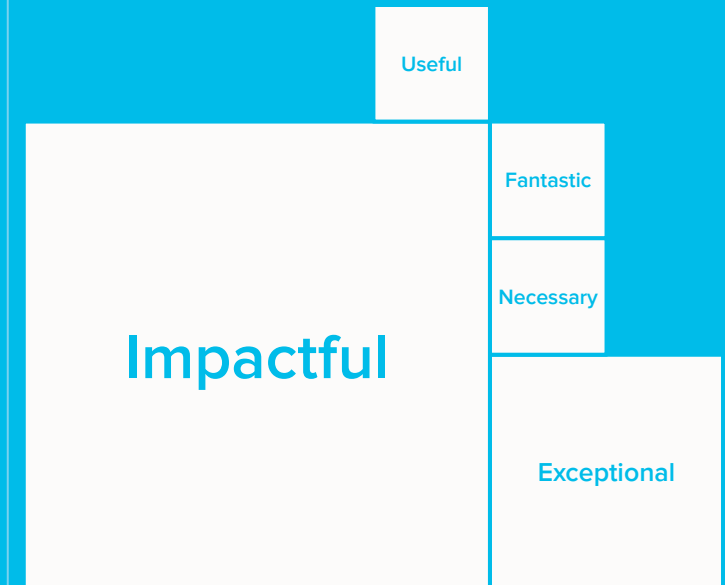 Useful
Fantastic
Necessary
Impactful
Exceptional